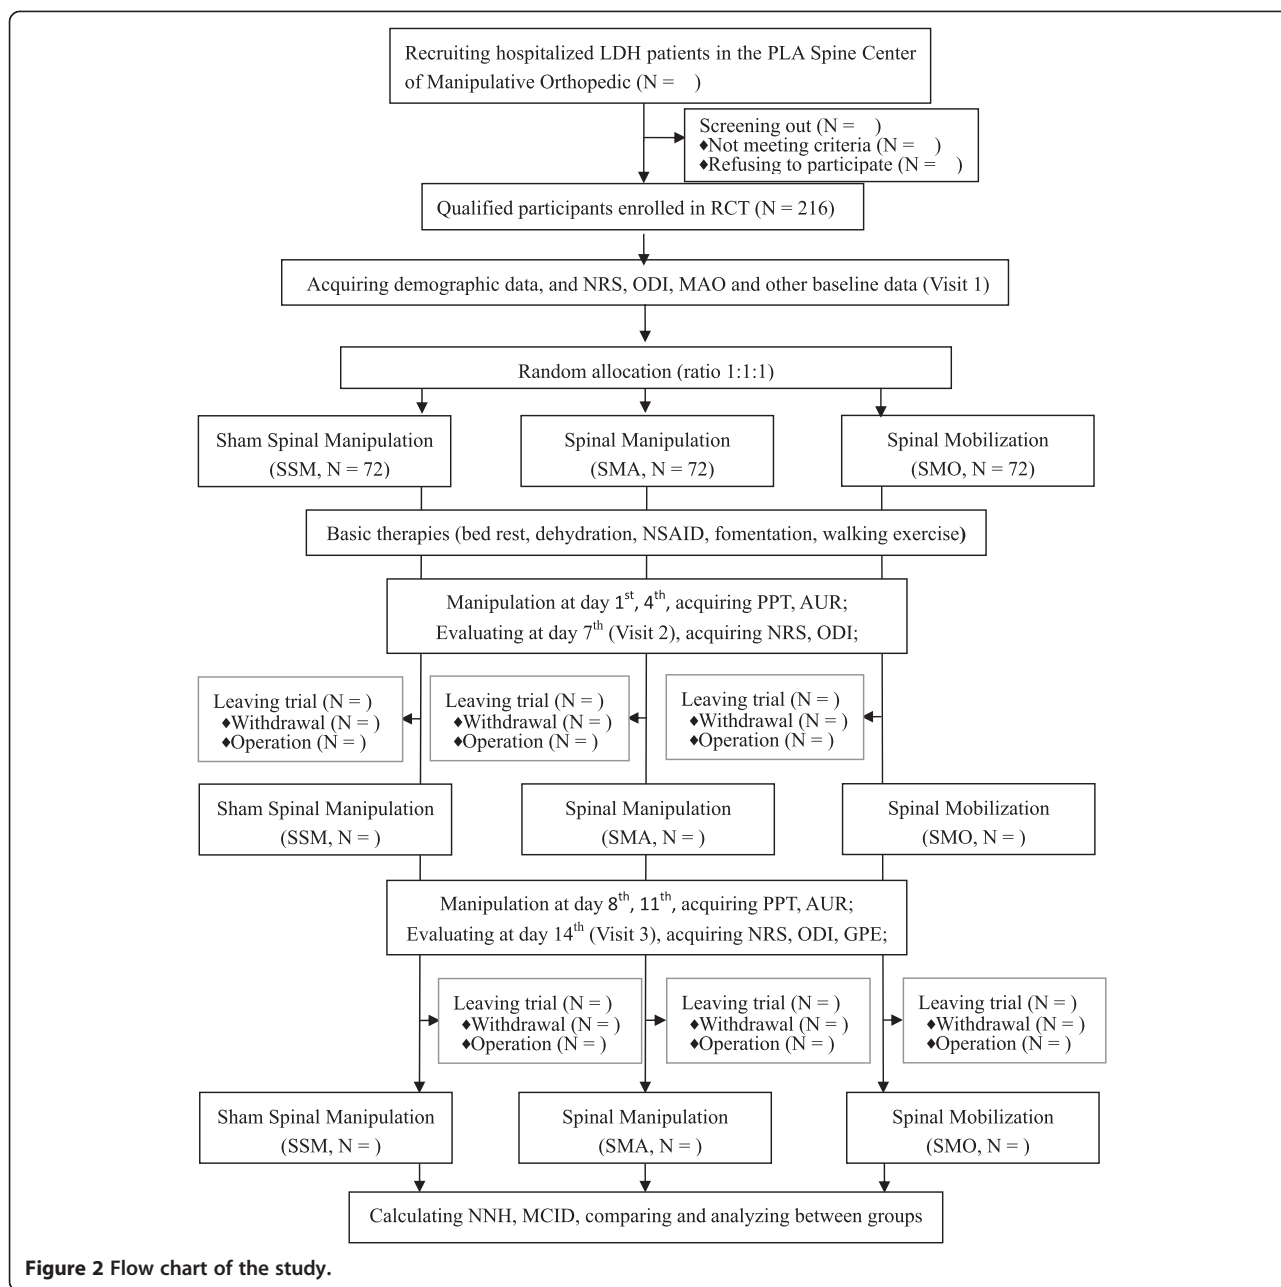 Recruiting hospitalized LDH patients in the PLA Spine Center
of Manipulative Orthopedic (N =    )
Screening out (N =    )
♦Not meeting criteria (N =    )
♦Refusing to participate (N =    )
Qualified participants enrolled in RCT (N = 216)
Acquiring demographic data, and NRS, ODI, MAO and other baseline data (Visit 1)
Random allocation (ratio 1:1:1)
Sham Spinal Manipulation
(SSM, N = 72)
Spinal Manipulation
(SMA, N = 72)
Spinal Mobilization
(SMO, N = 72)
Basic therapies (bed rest, dehydration, NSAID, fomentation, walking exercise)
Manipulation at day 1st, 4th, acquiring PPT, AUR;
Evaluating at day 7th (Visit 2), acquiring NRS, ODI;
Leaving trial (N = )
♦Withdrawal (N = )
♦Operation (N = )
Leaving trial (N = )
♦Withdrawal (N = )
♦Operation (N = )
Leaving trial (N = )
♦Withdrawal (N = )
♦Operation (N = )
Sham Spinal Manipulation
(SSM, N = )
Spinal Manipulation
(SMA, N = )
Spinal Mobilization
(SMO, N = )
Manipulation at day 8th, 11th, acquiring PPT, AUR;
Evaluating at day 14th (Visit 3), acquiring NRS, ODI, GPE;
Leaving trial (N = )
♦Withdrawal (N = )
♦Operation (N = )
Leaving trial (N = )
♦Withdrawal (N = )
♦Operation (N = )
Leaving trial (N = )
♦Withdrawal (N = )
♦Operation (N = )
Sham Spinal Manipulation
(SSM, N = )
Spinal Manipulation
(SMA, N = )
Spinal Mobilization
(SMO, N = )
Calculating NNH, MCID, comparing and analyzing between groups
Figure 2 Flow chart of the study.